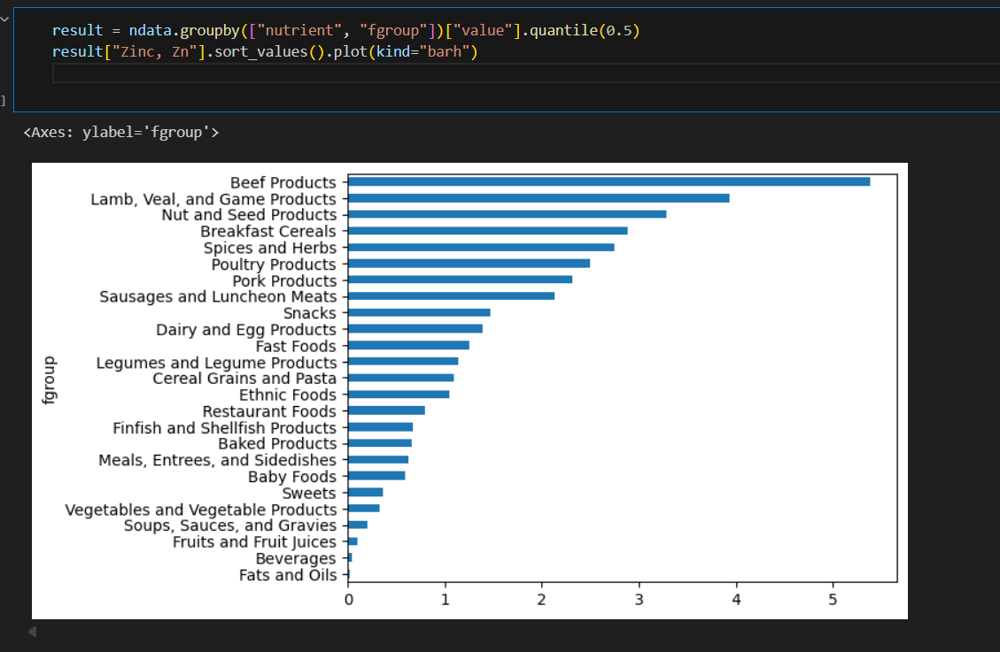 result = ndata.groupby(["nutrient", "fgroup"])["value"].quantile(0.5)
result["Zinc, Zn"].sort_values().plot(kind="barh")
]
<Axes: ylabel='fgroup'>
Beef Products
Lamb, Veal, and Game Products
Nut and Seed Products
Breakfast Cereals
Spices and Herbs
Poultry Products
Pork Products
Sausages and Luncheon Meats
Snacks
Dairy and Egg Products
Fast Foods
Legumes and Legume Products
Cereal Grains and Pasta
Ethnic Foods
Restaurant Foods
Finfish and Shellfish Products
Baked Products
Meals, Entrees, and Sidedishes
Baby Foods
Sweets
Vegetables and Vegetable Products
Soups, Sauces, and Gravies
Fruits and Fruit Juices
Beverages
Fats and Oils
fgroup
0 1 2 3 4 5